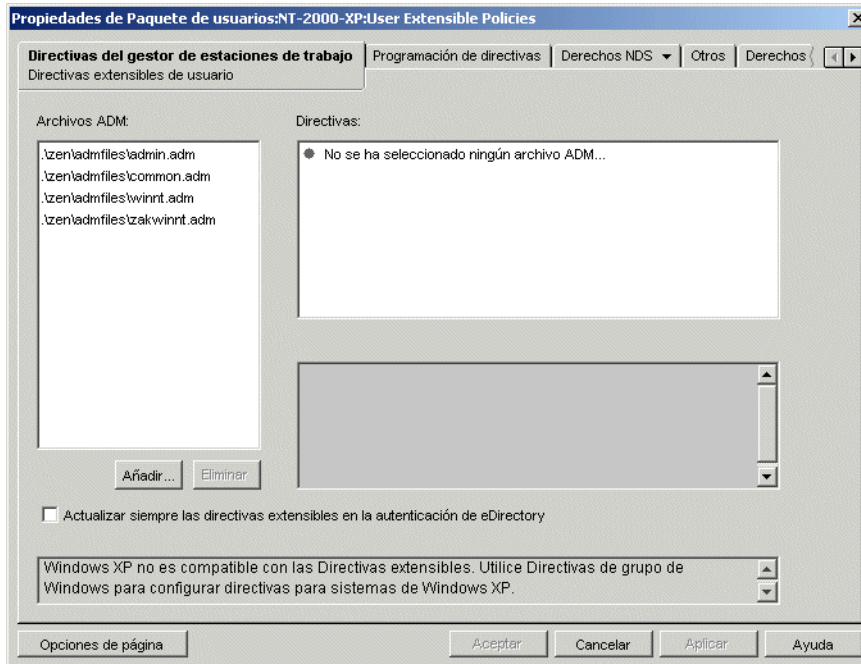 Propiedades de Paquete de usuarios:NT-2000-XP:User Extensible Policies
Directivas del gestor de estaciones de trabajo
Programación de directivas
Derechos NDS
Otros
Derechos
Directivas extensibles de usuario
Archivos ADM:
Directivas:
.\zen\admfiles\admin.adm
.\zen\admfiles\common.adm
.\zen\admfiles\winnt.adm
.\zen\admfiles\zakwinnt.adm
No se ha seleccionado ningún archivo ADM...
Añadir...
Eliminar
Actualizar siempre las directivas extensibles en la autenticación de eDirectory
Windows XP no es compatible con las Directivas extensibles. Utilice Directivas de grupo de
Windows para configurar directivas para sistemas de Windows XP.
Opciones de página
Aceptar
Cancelar
Aplicar
Ayuda